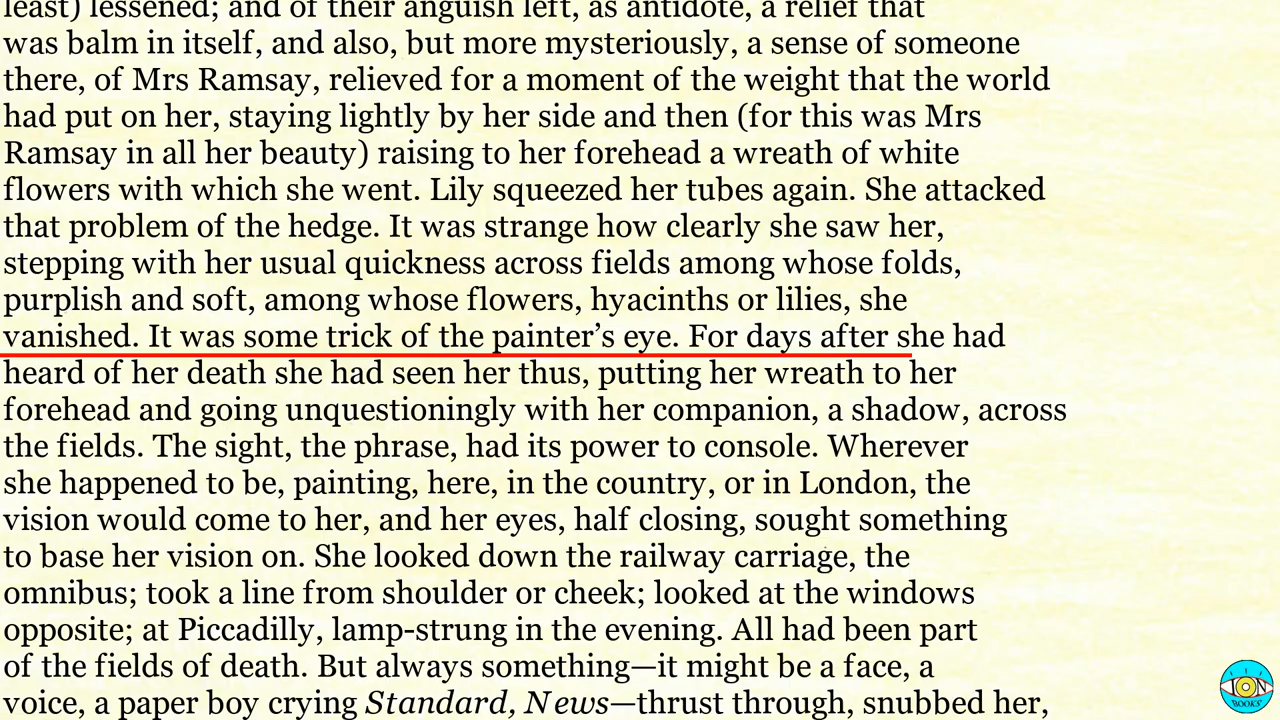 least) lessened; and of their anguish left, as antidote, a relief that
was balm in itself, and also, but more mysteriously, a sense of someone
there, of Mrs Ramsay, relieved for a moment of the weight that the world
had put on her, staying lightly by her side and then (for this was Mrs
Ramsay in all her beauty) raising to her forehead a wreath of white
flowers with which she went. Lily squeezed her tubes again. She attacked
that problem of the hedge. It was strange how clearly she saw her,
stepping with her usual quickness across fields among whose folds,
purplish and soft, among whose flowers, hyacinths or lilies, she
vanished. It was some trick of the painter’s eye. For days after she had
heard of her death she had seen her thus, putting her wreath to her
forehead and going unquestioningly with her companion, a shadow, across
the fields. The sight, the phrase, had its power to console. Wherever
she happened to be, painting, here, in the country, or in London, the
vision would come to her, and her eyes, half closing, sought something
to base her vision on. She looked down the railway carriage, the
omnibus; took a line from shoulder or cheek; looked at the windows
opposite; at Piccadilly, lamp-strung in the evening. All had been part
of the fields of death. But always something—it might be a face, a
voice, a paper boy crying Standard, News—thrust through, snubbed her,
ION
BOOKS